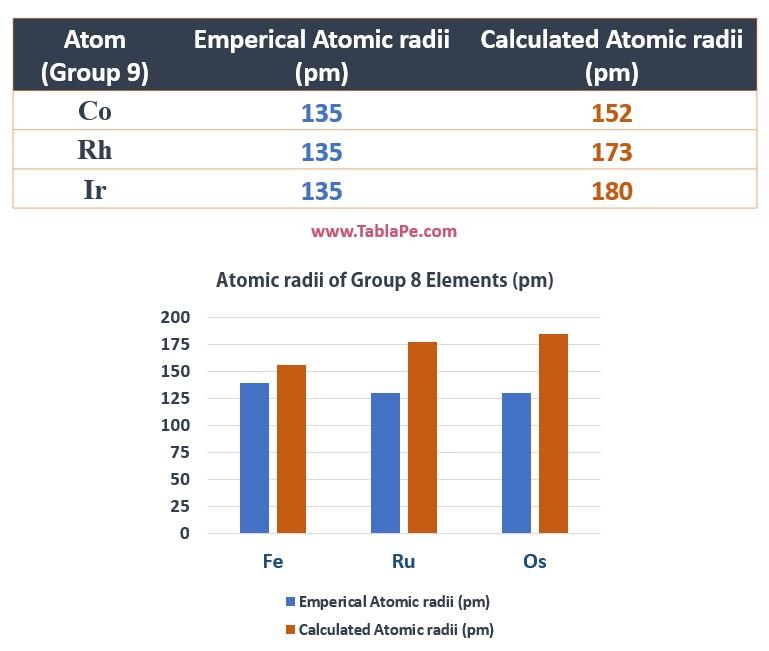 Atom Emperical Atomic radii Calculated Atomic radii
(Group 9) (pm) (pm)
Co 135 152
Rh 135 173
Ir 135 180
www.TablaPe.com
Atomic radii of Group 8 Elements (pm)
200
175
150
125
100
75
50
25
0
Fe Ru Os
Emperical Atomic radii (pm)
Calculated Atomic radii (pm)